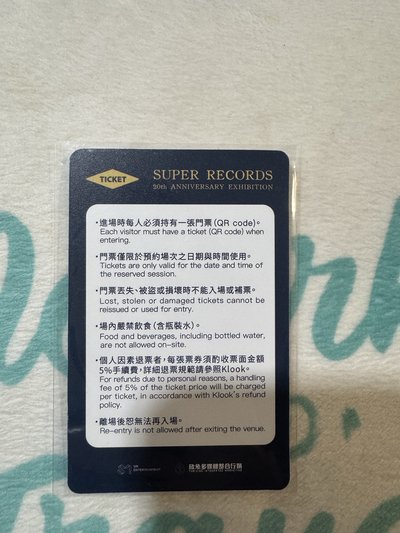 TICKET
SUPER RECORDS
20th ANNIVERSARY EXHIBITION
·進場時每人必須持有一張門票(QR code)。
Each visitor must have a ticket (QR code) when
entering.
·門票僅限於預約場次之日期與時間使用。
Tickets are only valid for the date and time of
the reserved session.
·門票丟失、被盜或損壞時不能入場或補票。
Lost, stolen or damaged tickets cannot be
reissued or used for entry.
·場內嚴禁飲食(含瓶裝水)。
Food and beverages, including bottled water,
are not allowed on-site.
·個人因素退票者,每張票券須酌收票面金額
5%手續費,詳細退票規範請參照Klook。
For refunds due to personal reasons, a handling
fee of 5% of the ticket price will be charged
per ticket, in accordance with Klook's refund
policy.
·離場後恕無法再入場。
Re-entry is not allowed after exiting the venue.
多媒體整合行銷